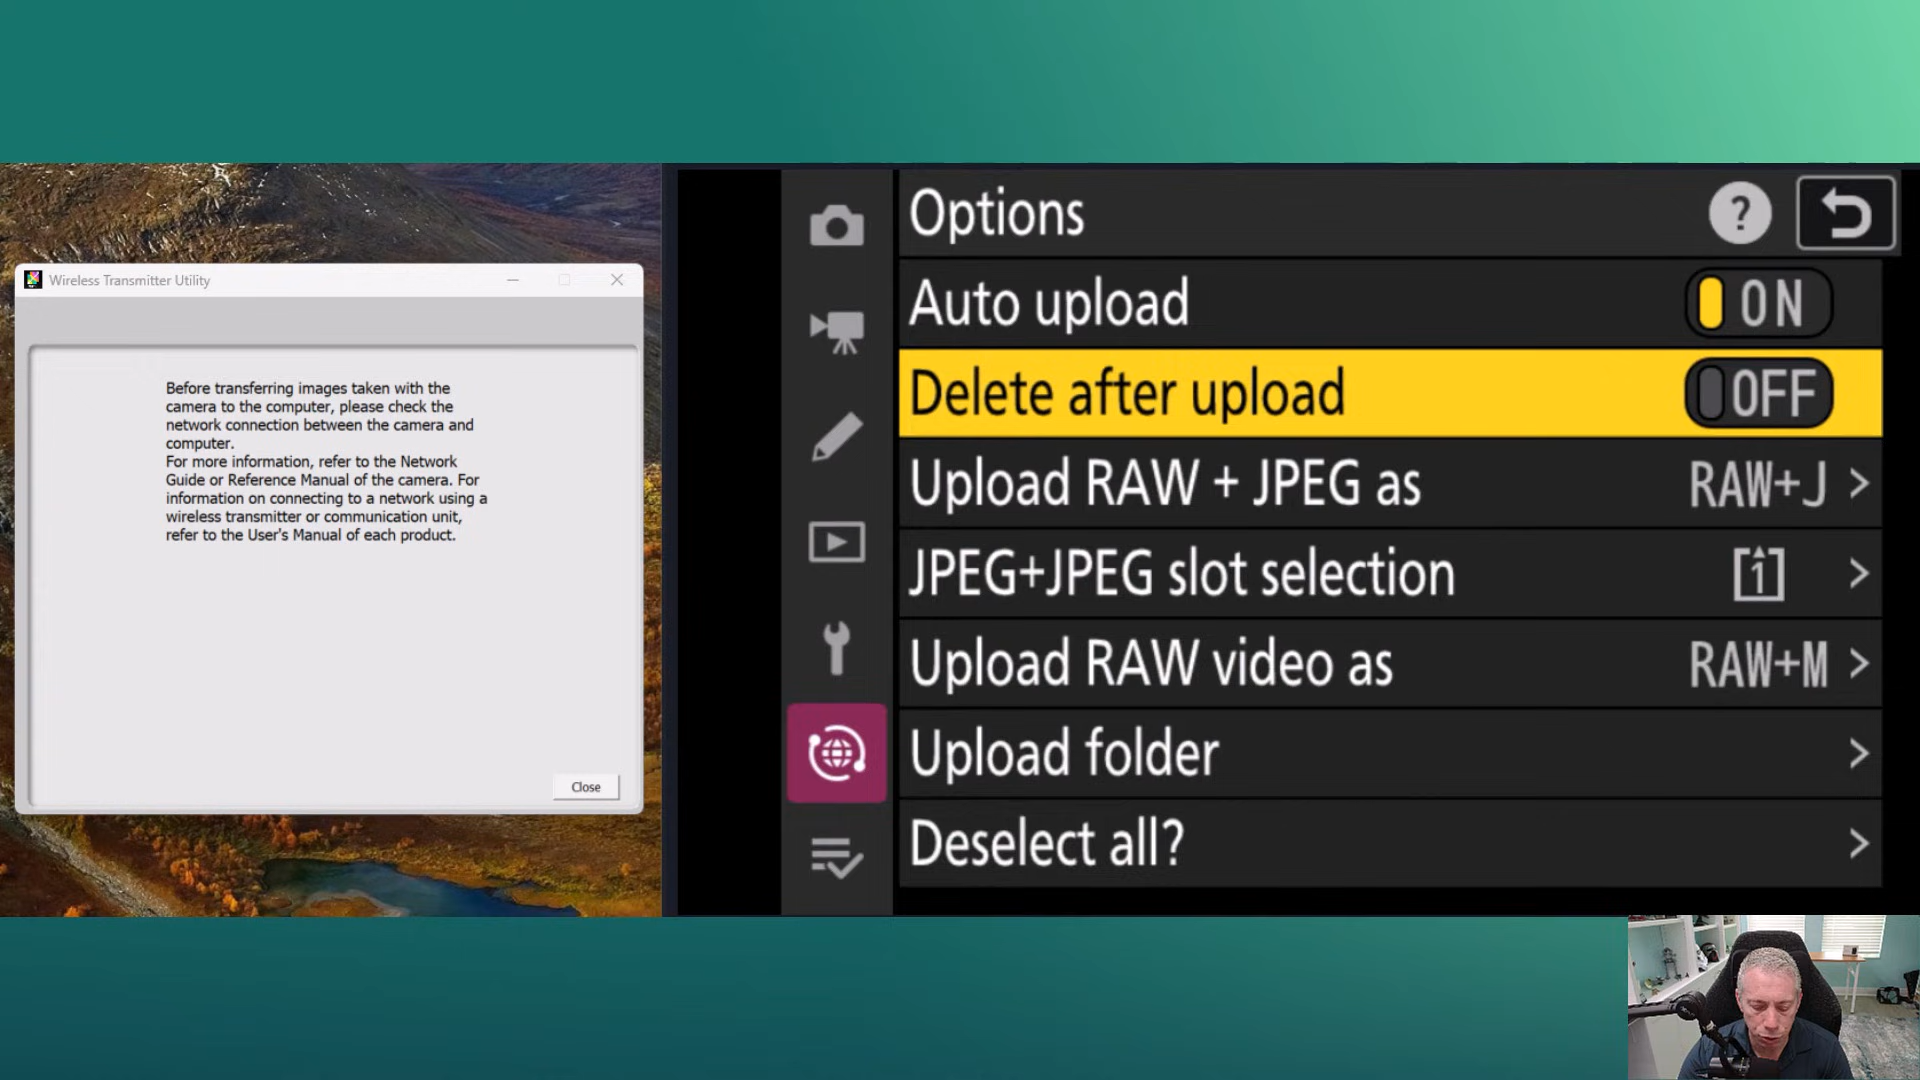 Wireless Transmitter Utility
Before transferring images taken with the
camera to the computer, please check the
network connection between the camera and
computer.
For more information, refer to the Network
Guide or Reference Manual of the camera. For
information on connecting to a network using a
wireless transmitter or communication unit,
refer to the User's Manual of each product.
Close
Options ?
Auto upload ON
Delete after upload OFF
Upload RAW + JPEG as RAW+J >
JPEG+JPEG slot selection 1 >
Upload RAW video as RAW+M >
Upload folder >
Deselect all? >